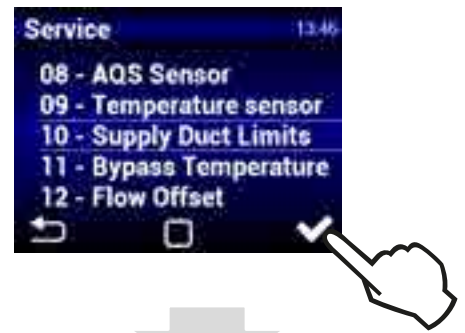 Service 13:46
08 - AQS Sensor
09 - Temperature sensor
10 - Supply Duct Limits
11 - Bypass Temperature
12 - Flow Offset